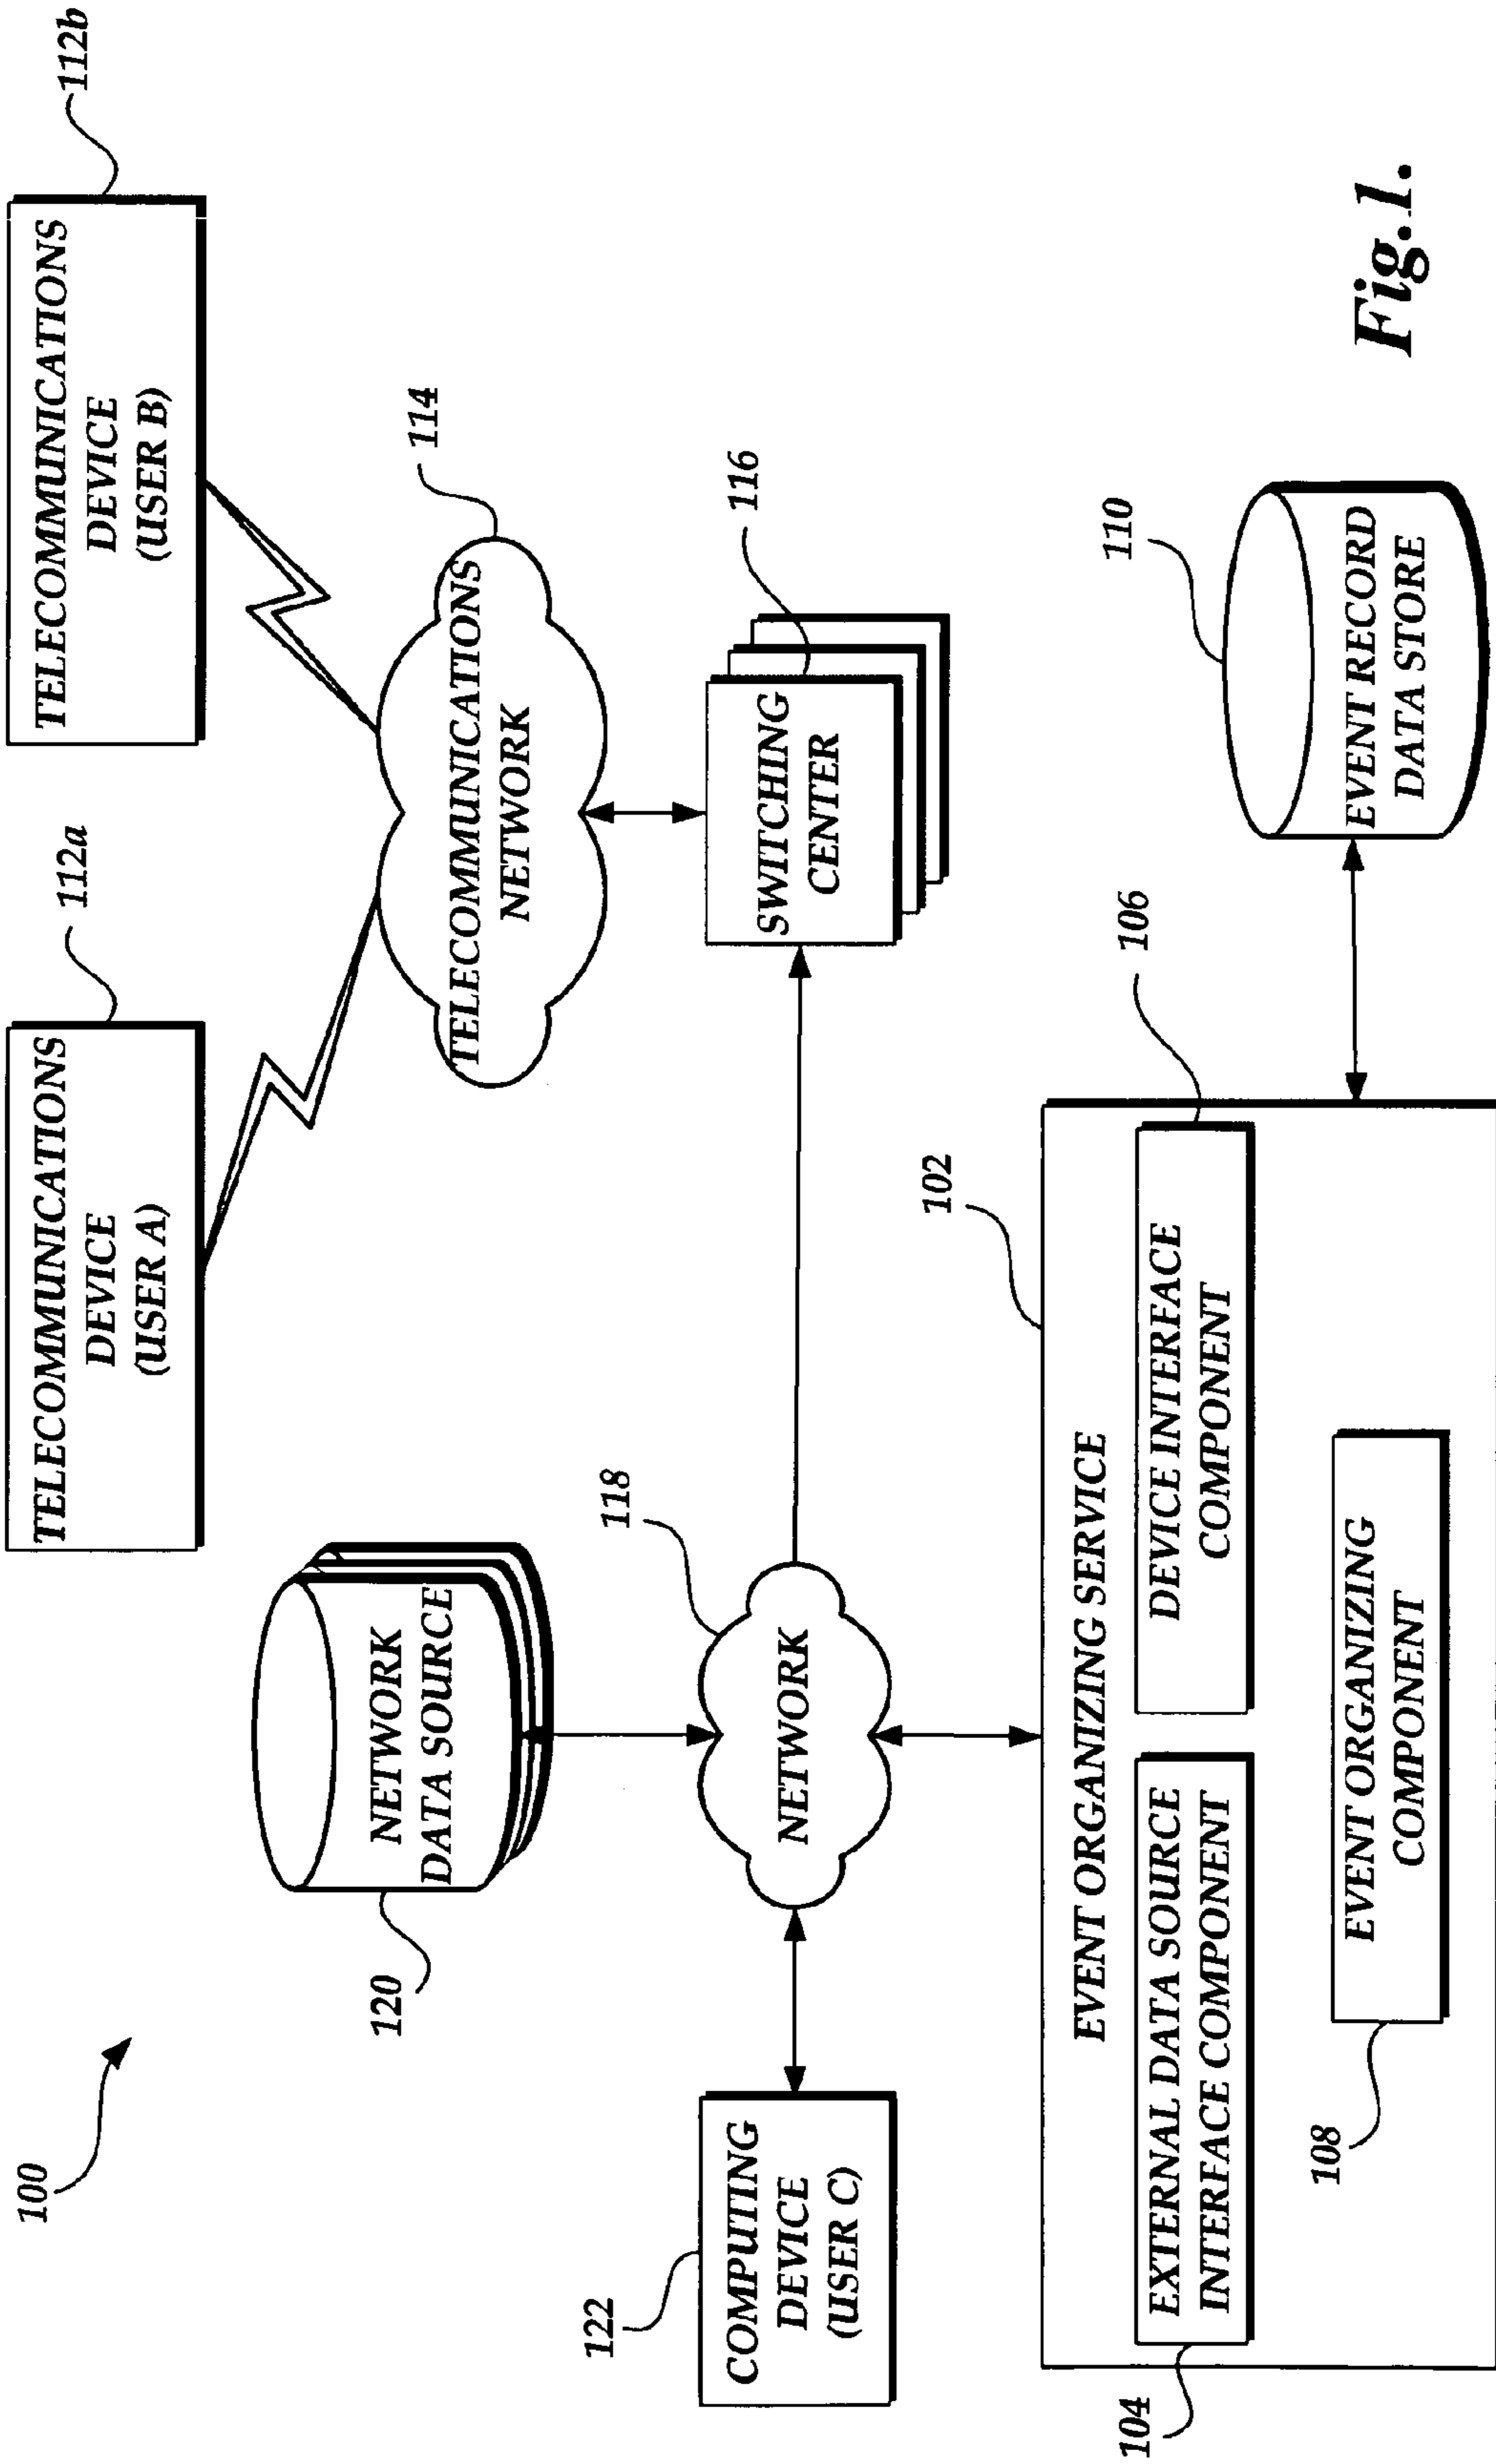 100
120
NETWORK
DATA SOURCE
112a
TELECOMMUNICATIONS
DEVICE
(USER A)
112b
TELECOMMUNICATIONS
DEVICE
(USER B)
114
TELECOMMUNICATIONS
NETWORK
122
COMPUTING
DEVICE
(USER C)
118
NETWORK
116
SWITCHING
CENTER
102
EVENT ORGANIZING SERVICE
104
EXTERNAL DATA SOURCE
INTERFACE COMPONENT
106
DEVICE INTERFACE
COMPONENT
108
EVENT ORGANIZING
COMPONENT
110
EVENT RECORD
DATA STORE
Fig.1.